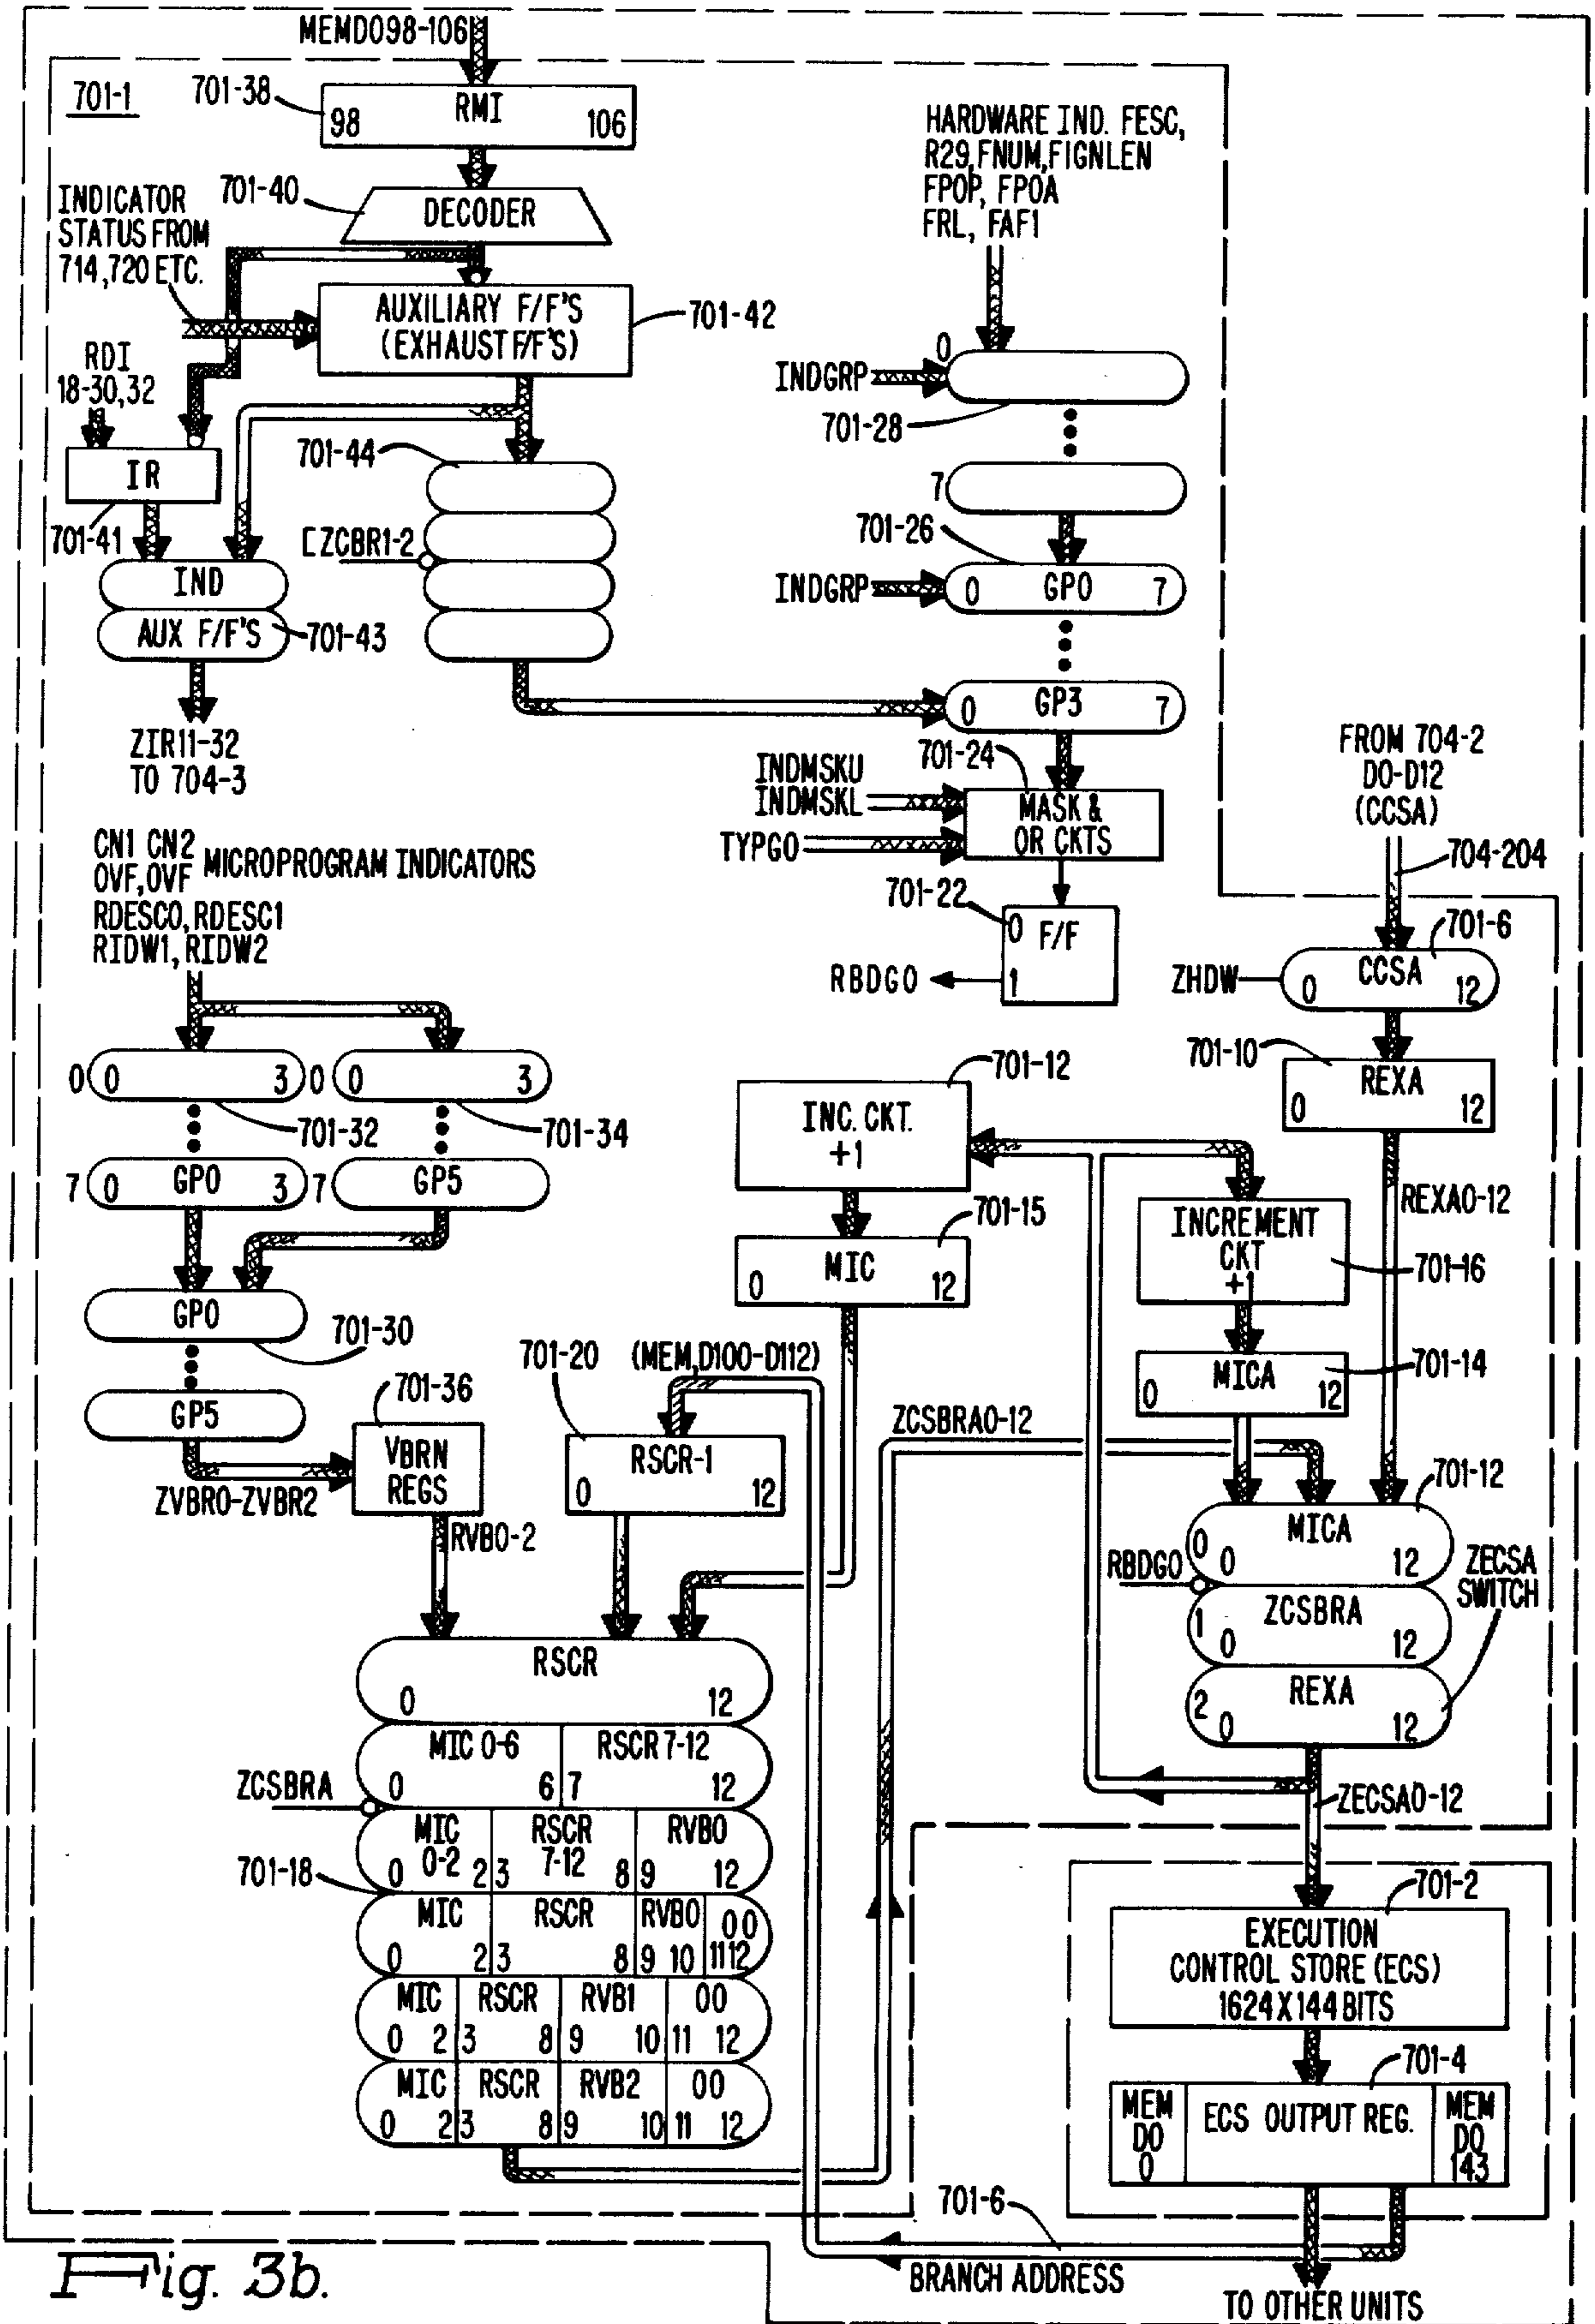 MEMD098-106
701-1
701-38
RMI
98
106
701-40
DECODER
INDICATOR
STATUS FROM
714,720 ETC.
AUXILIARY F/F'S
(EXHAUST F/F'S)
701-42
RDI
18-30,32
IR
701-41
701-44
[ZCBR1-2
IND
AUX F/F'S
701-43
ZIR11-32
TO 704-3
HARDWARE IND. FESC,
R29,FNUM,FIGNLEN
FPOP, FPOA
FRL, FAF1
0
INDGRP
701-28
7
701-26
INDGRP
0 GPO 7
0 GP3 7
701-24
INDMSKU
INDMSKL
TYPGO
MASK &
OR CKTS
701-22
0
F/F
1
RBDGO
FROM 704-2
DO-D12
(CCSA)
704-204
701-6
ZHDW
CCSA
0 12
701-10
REXA
0 12
REXAO-12
CN1 CN2
OVF,OVF MICROPROGRAM INDICATORS
RDESCO, RDESC1
RIDW1, RIDW2
0 0 3
0 0 3
701-32
701-34
7 0 GPO 3
7 GP5
GPO
701-30
GP5
ZVBRO-ZVBR2
701-36
VBRN
REGS
RVBO-2
701-12
INC. CKT.
+1
701-15
MIC
0 12
INCREMENT
CKT
+1
701-16
701-14
MICA
0 12
701-20
(MEM,D100-D112)
RSCR-1
0 12
ZCSBRAO-12
701-12
MICA
0 0 12
RBDGO
ZCSBRA
1 0 12
REXA
2 0 12
ZECSA
SWITCH
ZECSAO-12
RSCR
0 12
MIC 0-6 RSCR 7-12
0 6 7 12
ZCSBRA
MIC
0-2
RSCR
7-12
RVBO
0 2 3 8 9 12
701-18
MIC RSCR RVBO 00
0 2 3 8 9 10 11 12
MIC RSCR RVB1 00
0 2 3 8 9 10 11 12
MIC RSCR RVB2 00
0 2 3 8 9 10 11 12
701-2
EXECUTION
CONTROL STORE (ECS)
1624 X 144 BITS
701-4
MEM
DO
0
ECS OUTPUT REG.
MEM
DO
143
701-6
BRANCH ADDRESS
TO OTHER UNITS
Fig. 3b.